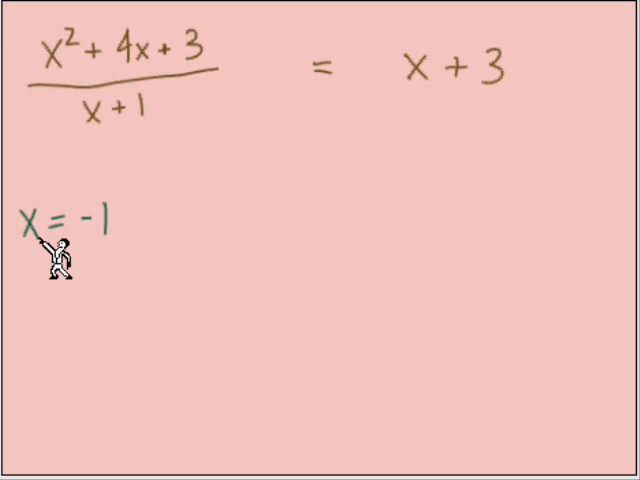 x² + 4x + 3
x + 1
= x + 3
x = -1